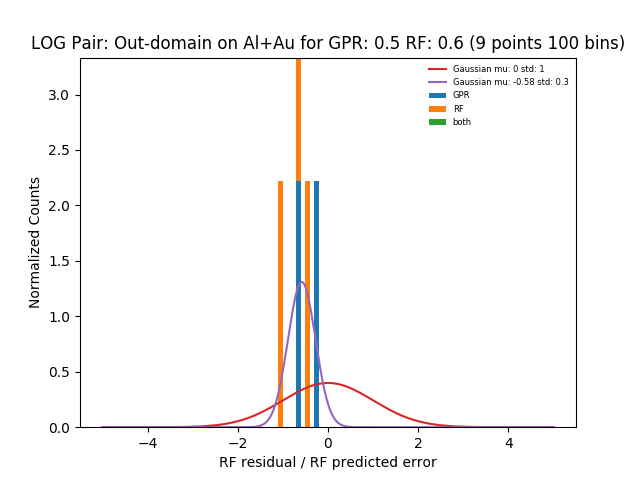 LOG Pair: Out-domain on Al+Au for GPR: 0.5 RF: 0.6 (9 points 100 bins)
Gaussian mu: 0 std: 1
Gaussian mu: -0.58 std: 0.3
GPR
RF
both
Normalized Counts
3.0
2.5
2.0
1.5
1.0
0.5
0.0
−4
−2
0
2
4
RF residual / RF predicted error